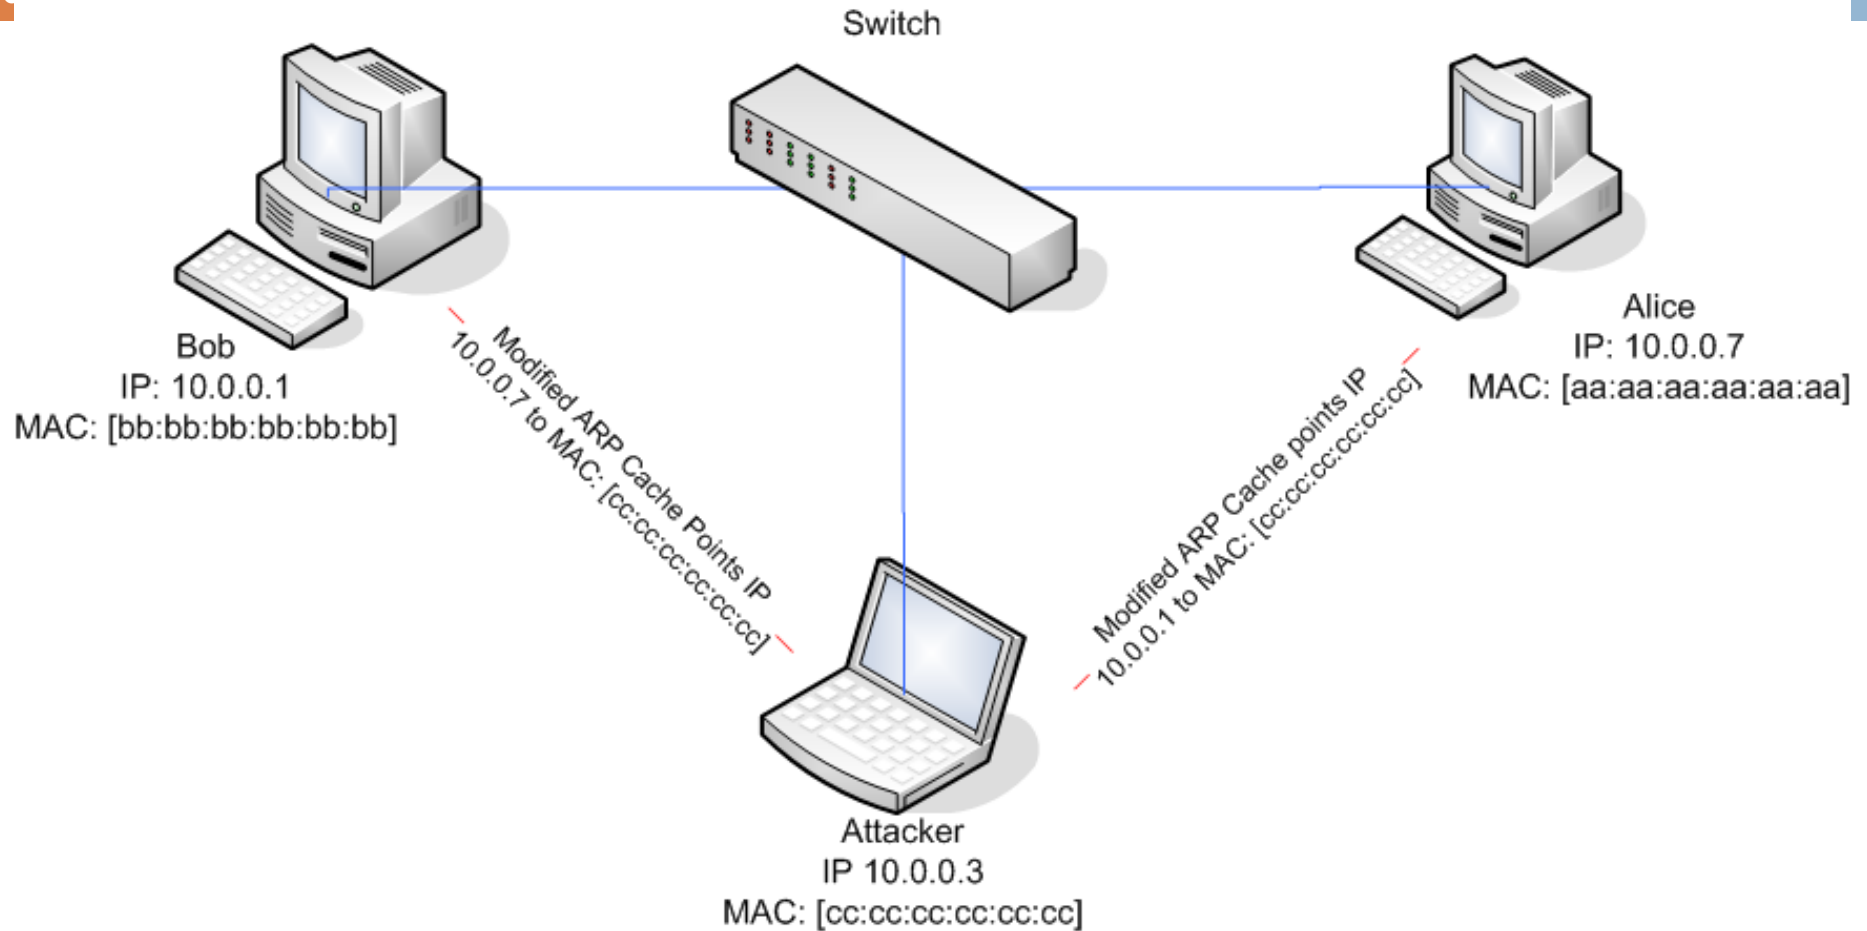 Switch
Bob
IP: 10.0.0.1
MAC: [bb:bb:bb:bb:bb:bb]
Alice
IP: 10.0.0.7
MAC: [aa:aa:aa:aa:aa:aa]
Modified ARP Cache Points IP
10.0.0.7 to MAC: [cc:cc:cc:cc:cc:cc]
Modified ARP Cache points IP
10.0.0.1 to MAC: [cc:cc:cc:cc:cc:cc]
Attacker
IP 10.0.0.3
MAC: [cc:cc:cc:cc:cc:cc]